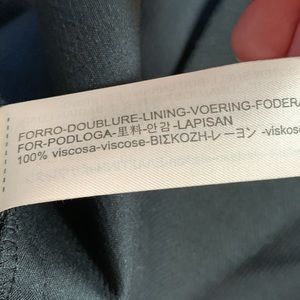 FORRO-DOUBLURE-LINING-VOERING-FODERA
FOR-PODLOGA-里料-안감-LAPISAN
100% viscosa-viscose-ΒΙΣΚΟΖΗ-レーヨン -viskos